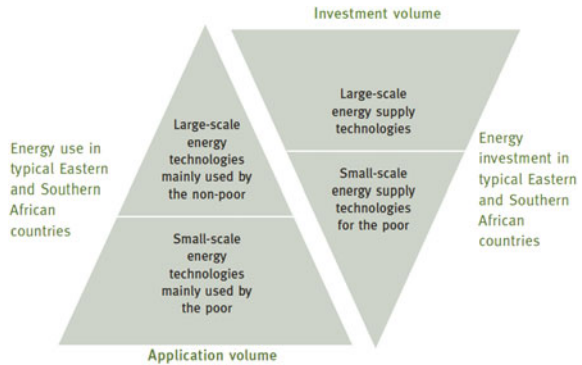 Investment volume
Large-scale
energy supply
technologies
Small-scale
energy supply
technologies
for the poor
Energy
investment in
typical Eastern
and Southern
African
countries
Energy use in
typical Eastern
and Southern
African
countries
Large-scale
energy
technologies
mainly used by
the non-poor
Small-scale
energy
technologies
mainly used by
the poor
Application volume